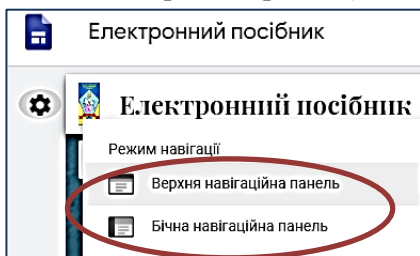 Електронний посібник
Електронний посібник
Режим навігації
Верхня навігаційна панель
Бічна навігаційна панель